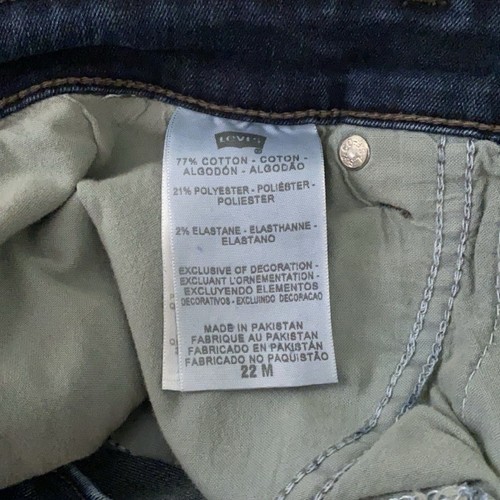 Levi's
77% COTTON - COTON -
ALGODÓN - ALGODÃO
21% POLYESTER - POLIÉSTER -
POLIESTER
2% ELASTANE - ELASTHANNE -
ELASTANO
EXCLUSIVE OF DECORATION -
EXCLUANT L'ORNEMENTATION -
EXCLUYENDO ELEMENTOS
DECORATIVOS - EXCLUINDO DECORACAO
MADE IN PAKISTAN
FABRIQUE AU PAKISTAN
FABRICADO EN PAKISTÁN
FABRICADO NO PAQUISTÃO
22 M